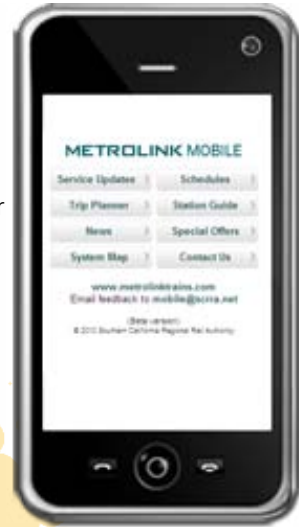 METROLINK MOBILE
Service Updates Schedules
Trip Planner Station Guide
News Special Offers
System Map Contact Us
www.metrolinktrains.com
Email feedback to mobile@scrra.net
(Beta version)
© 2010 Southern California Regional Rail Authority
r